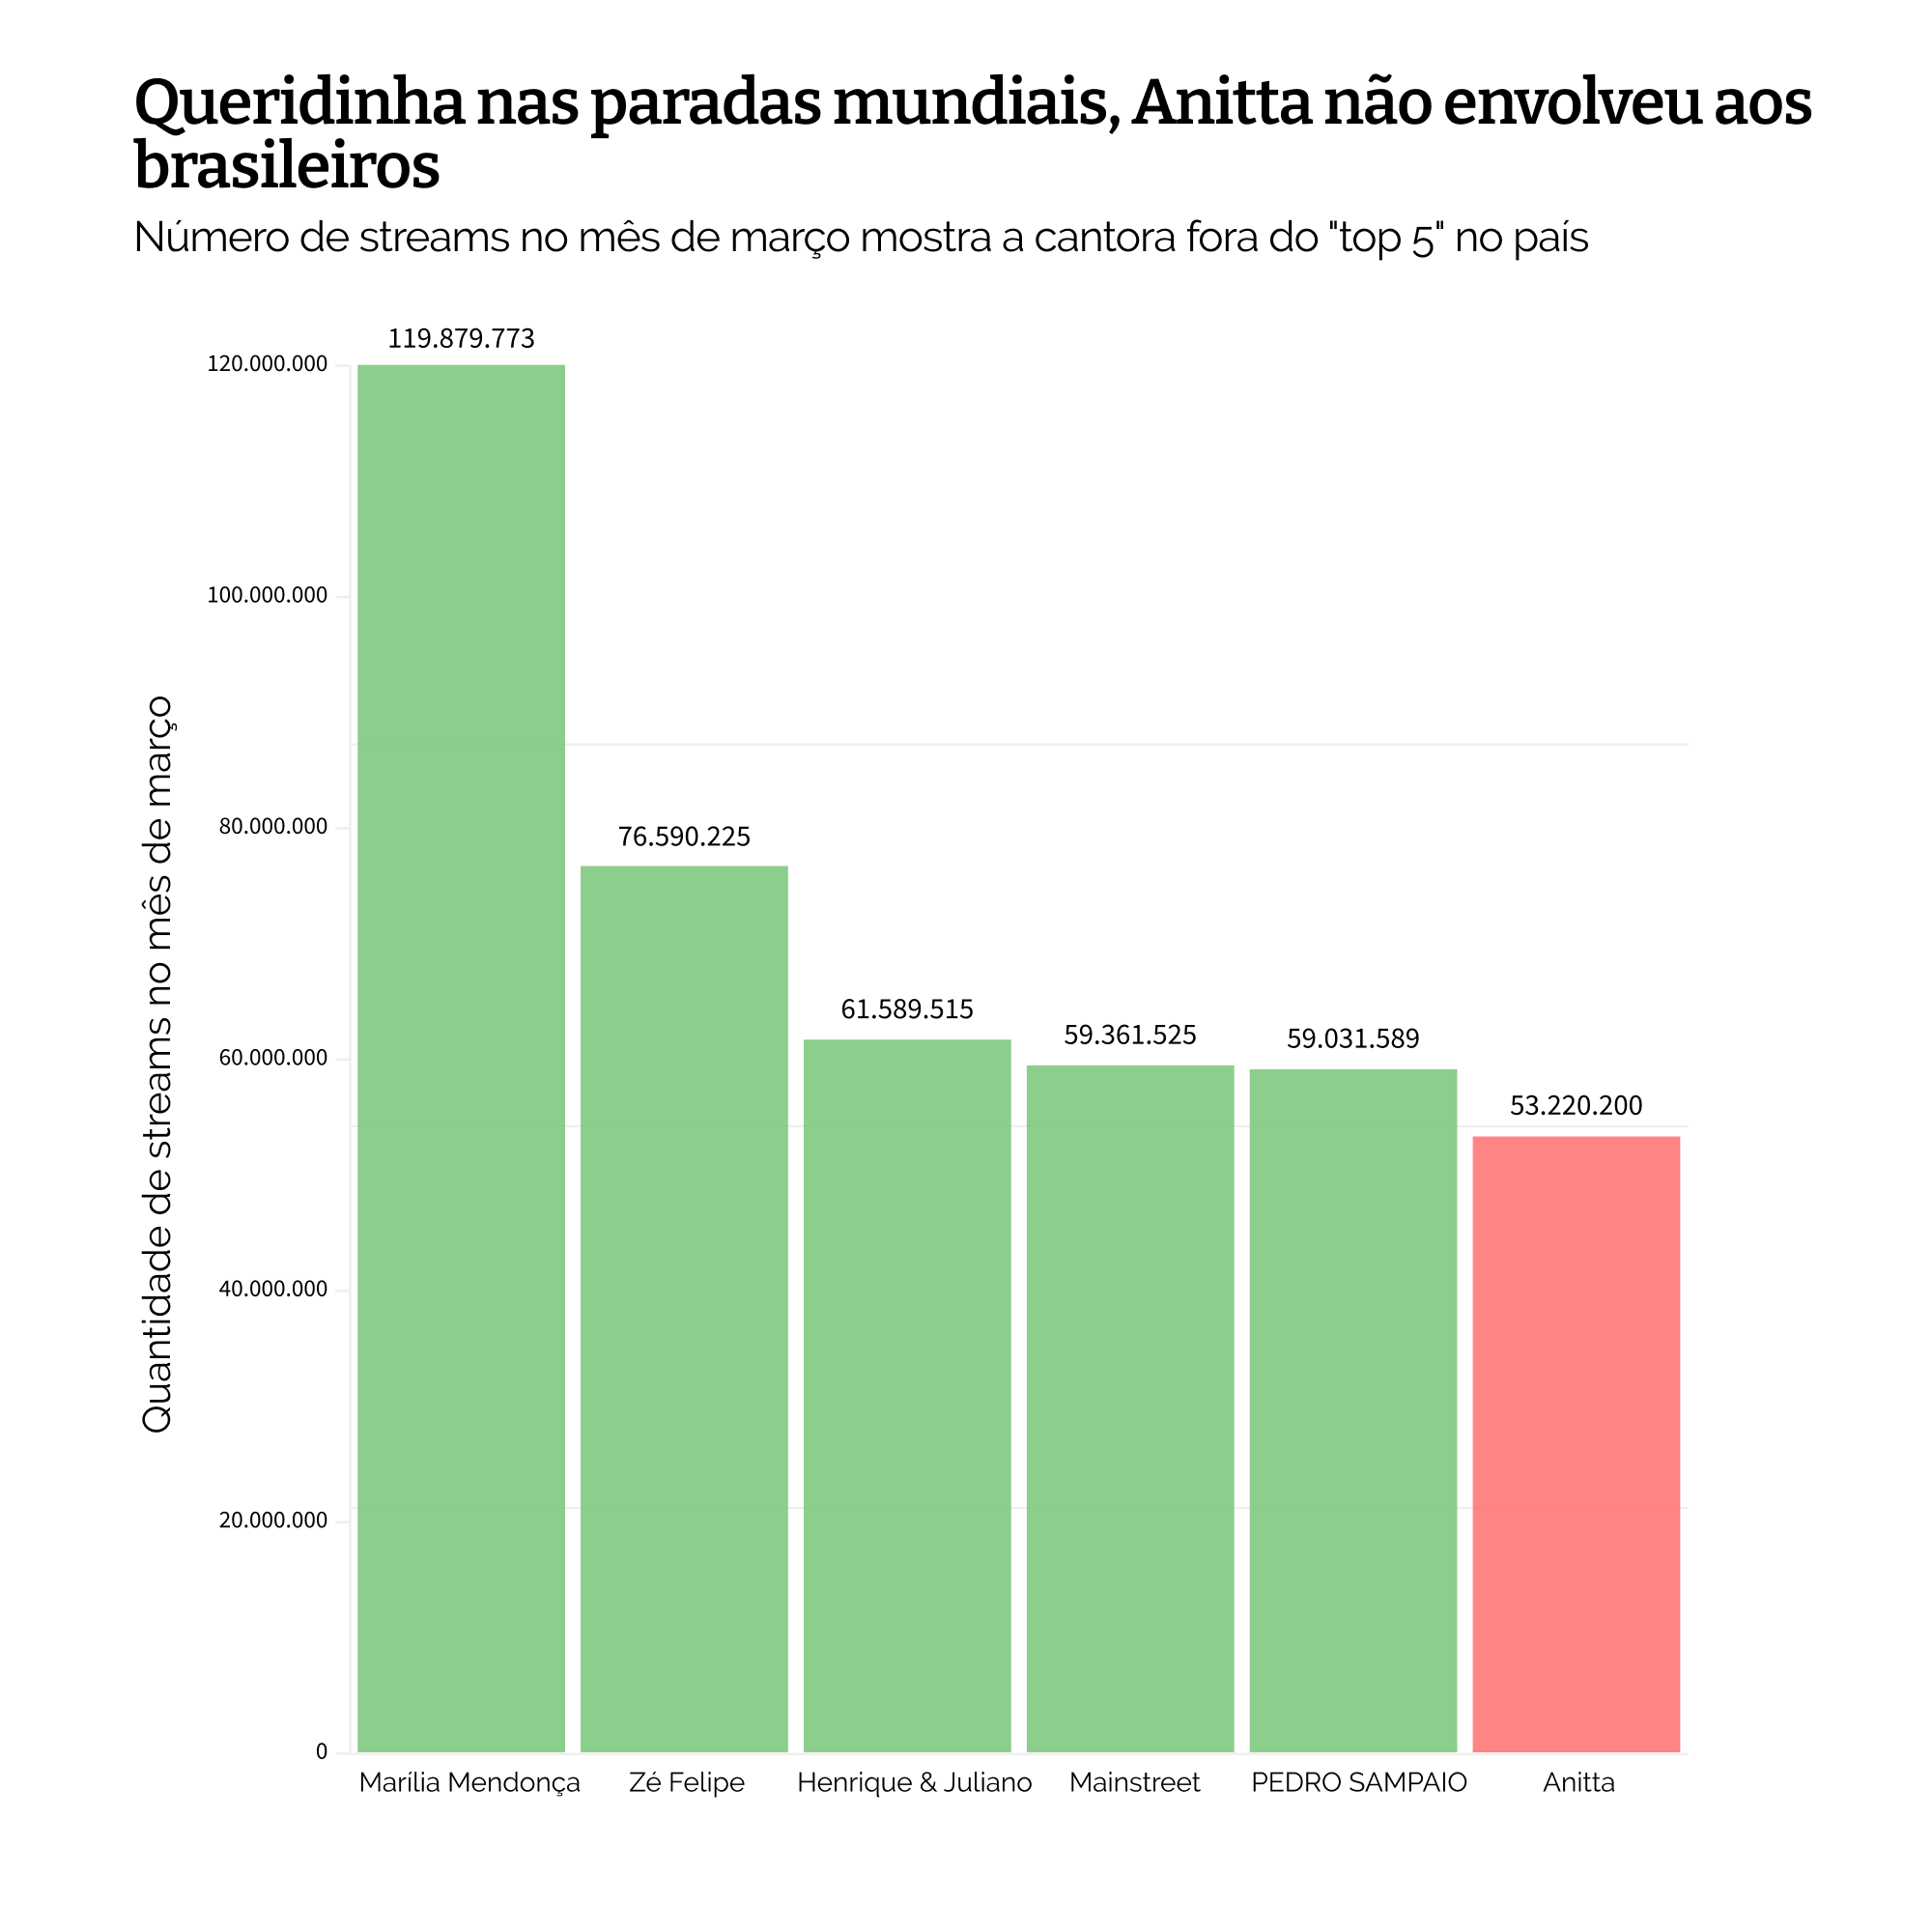 Queridinha nas paradas mundiais, Anitta não envolveu aos
brasileiros
Número de streams no mês de março mostra a cantora fora do "top 5" no país
Quantidade de streams no mês de março
120.000.000
100.000.000
80.000.000
60.000.000
40.000.000
20.000.000
0
119.879.773
76.590.225
61.589.515
59.361.525
59.031.589
53.220.200
Marília Mendonça
Zé Felipe
Henrique & Juliano
Mainstreet
PEDRO SAMPAIO
Anitta